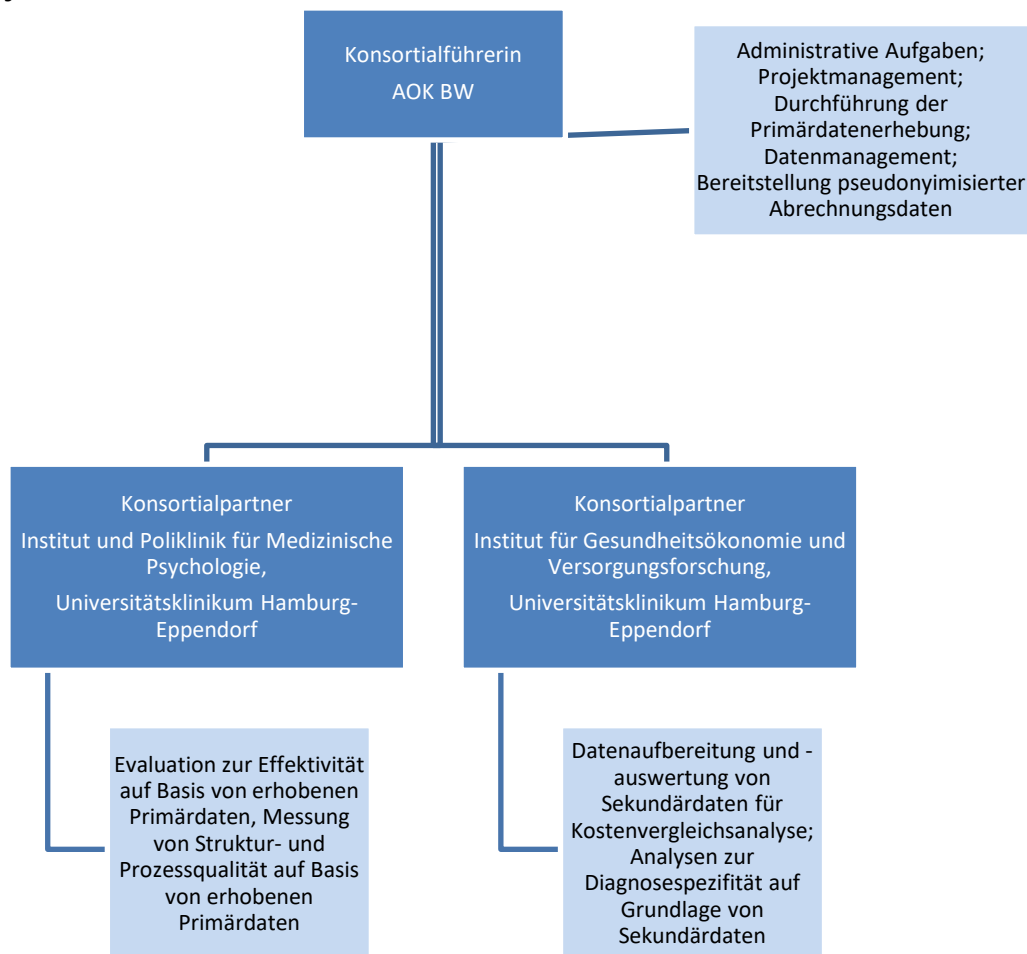 Konsortialführerin
AOK BW
Administrative Aufgaben;
Projektmanagement;
Durchführung der
Primärdatenerhebung;
Datenmanagement;
Bereitstellung pseudonyimisierter
Abrechnungsdaten
Konsortialpartner
Institut und Poliklinik für Medizinische
Psychologie,
Universitätsklinikum Hamburg-
Eppendorf
Konsortialpartner
Institut für Gesundheitsökonomie und
Versorgungsforschung,
Universitätsklinikum Hamburg-
Eppendorf
Evaluation zur Effektivität
auf Basis von erhobenen
Primärdaten, Messung
von Struktur- und
Prozessqualität auf Basis
von erhobenen
Primärdaten
Datenaufbereitung und -
auswertung von
Sekundärdaten für
Kostenvergleichsanalyse;
Analysen zur
Diagnosespezifität auf
Grundlage von
Sekundärdaten